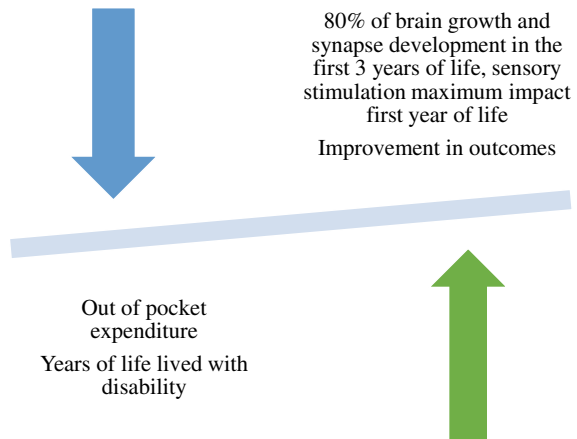 80% of brain growth and
synapse development in the
first 3 years of life, sensory
stimulation maximum impact
first year of life
Improvement in outcomes
Out of pocket
expenditure
Years of life lived with
disability